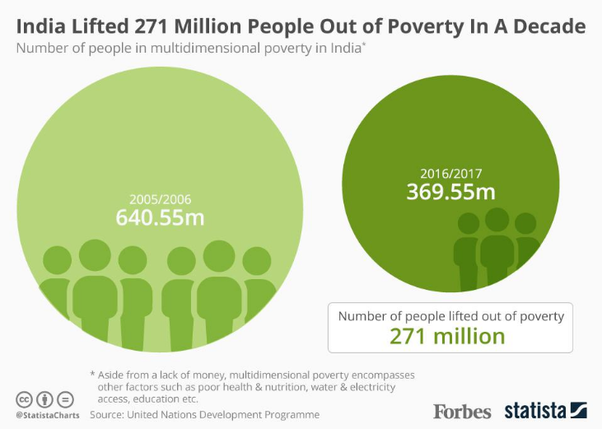 India Lifted 271 Million People Out of Poverty In A Decade
Number of people in multidimensional poverty in India*
2005/2006
640.55m
2016/2017
369.55m
Number of people lifted out of poverty
271 million
* Aside from a lack of money, multidimensional poverty encompasses
other factors such as poor health & nutrition, water & electricity
access, education etc.
@StatistaCharts Source: United Nations Development Programme
Forbes statista